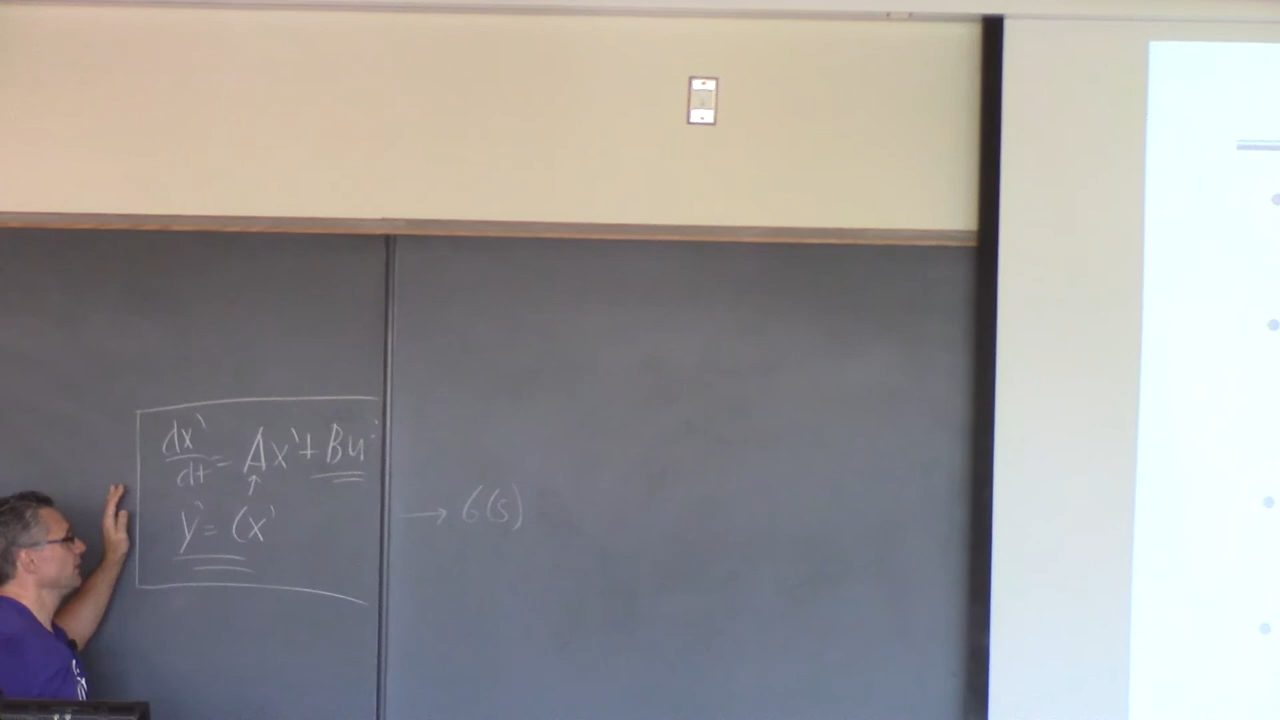 dx'/dt = Ax' + Bu'
↑
y' = Cx'
→ G(s)